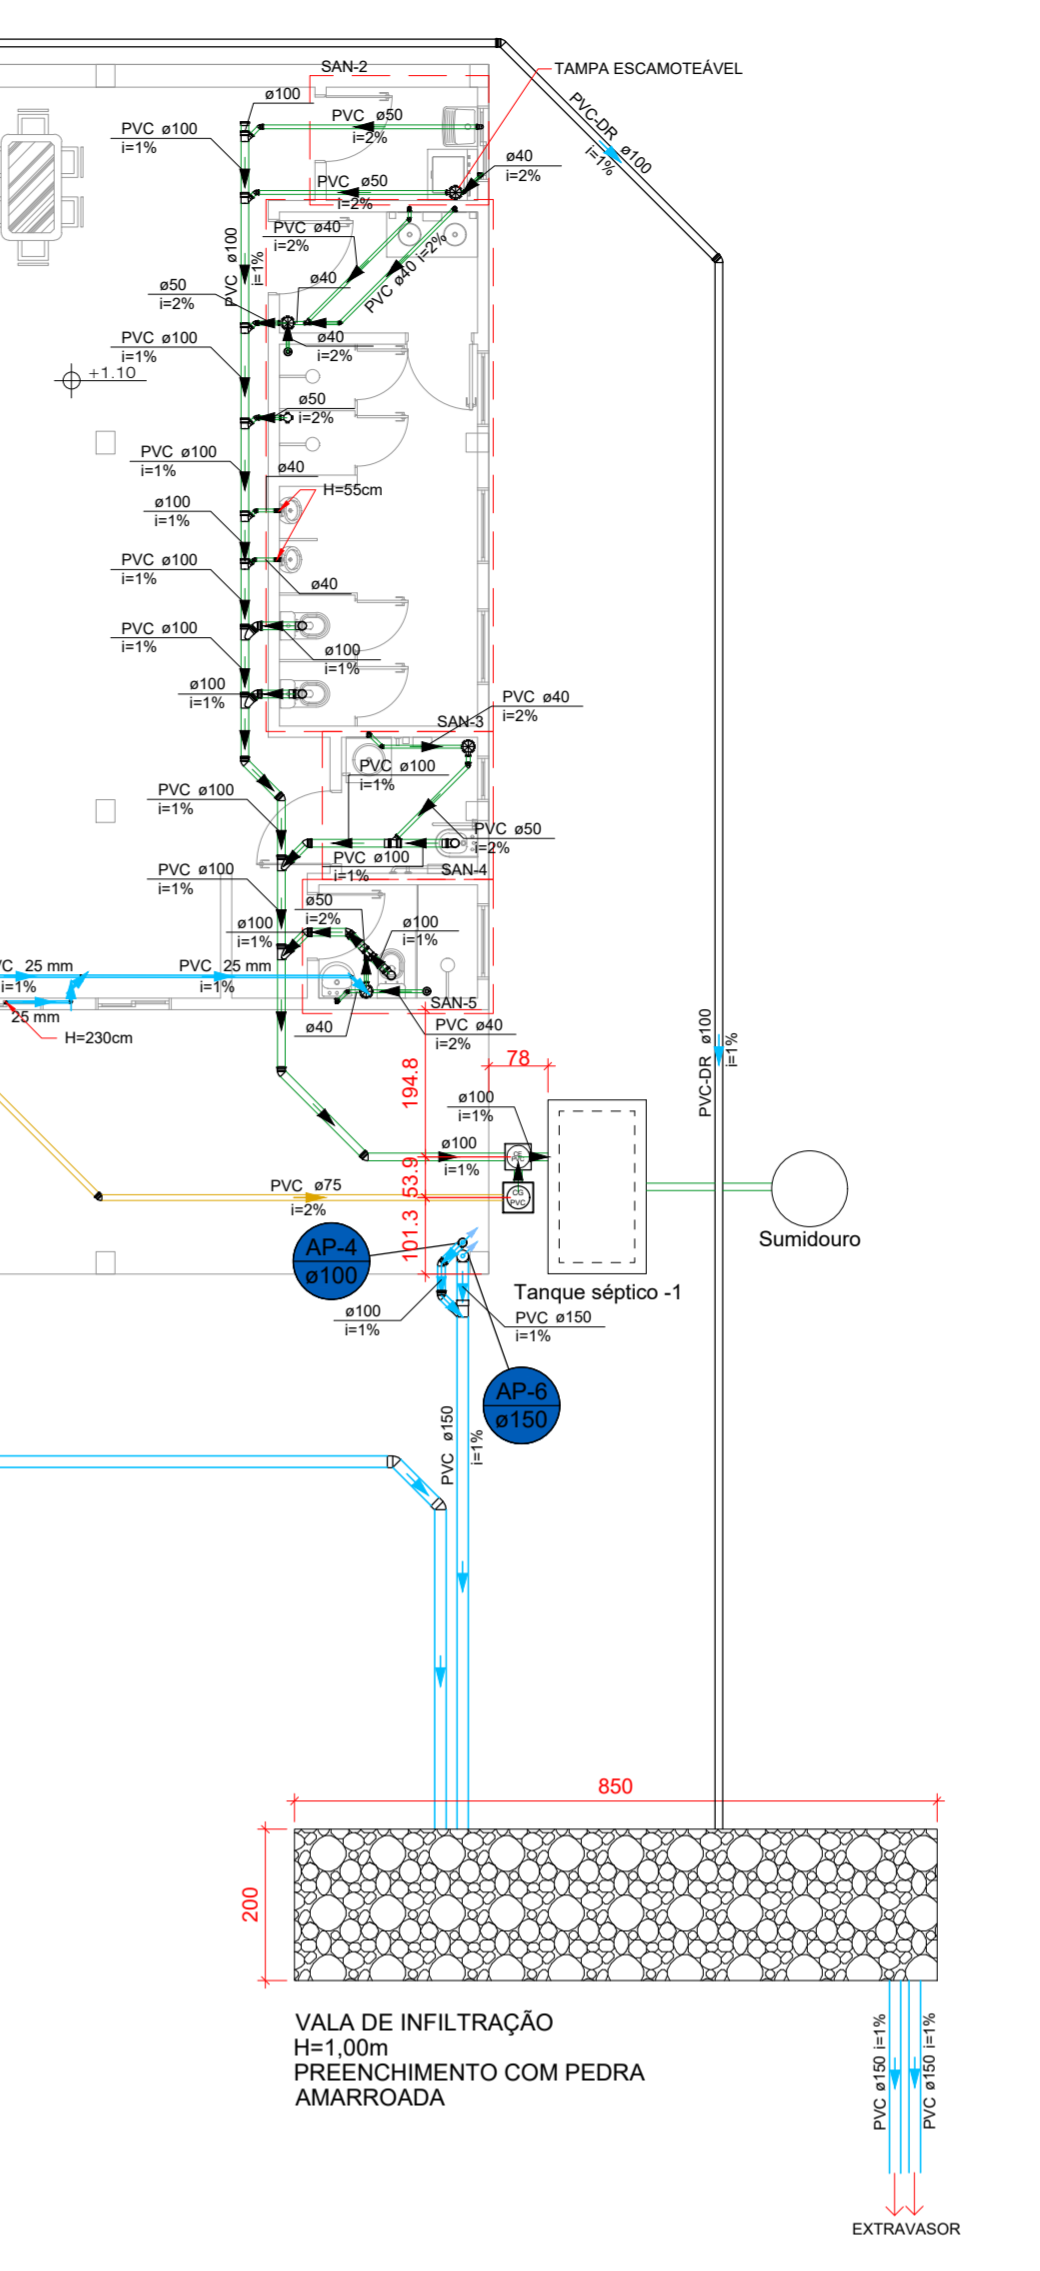 SAN-2
TAMPA ESCAMOTEÁVEL
ø100
PVC ø50
i=2%
PVC-DR ø100
i=1%
PVC ø100
i=1%
ø40
i=2%
PVC ø50
i=2%
PVC ø40
i=2%
PVC ø40 i=2%
PVC ø100
i=1%
ø50
i=2%
ø40
ø40
i=2%
PVC ø100
i=1%
+1.10
ø50
i=2%
PVC ø100
i=1%
ø40
H=55cm
ø100
i=1%
PVC ø100
i=1%
ø40
PVC ø100
i=1%
ø100
i=1%
ø100
i=1%
PVC ø40
i=2%
SAN-3
PVC ø100
i=1%
PVC ø100
i=1%
PVC ø50
i=2%
PVC ø100
i=1%
SAN-4
PVC ø100
i=1%
ø50
i=2%
ø100
i=1%
ø100
i=1%
25 mm
i=1%
PVC 25 mm
i=1%
25 mm
H=230cm
SAN-5
ø40
PVC ø40
i=2%
194.8
78
PVC-DR ø100
i=1%
ø100
i=1%
ø100
i=1%
CE
PVC
53.9
PVC ø75
i=2%
CG
PVC
101.3
Sumidouro
AP-4
ø100
Tanque séptico -1
ø100
i=1%
PVC ø150
i=1%
AP-6
ø150
PVC ø150
i=1%
850
200
VALA DE INFILTRAÇÃO
H=1,00m
PREENCHIMENTO COM PEDRA
AMARROADA
PVC ø150 i=1%
PVC ø150 i=1%
EXTRAVASOR